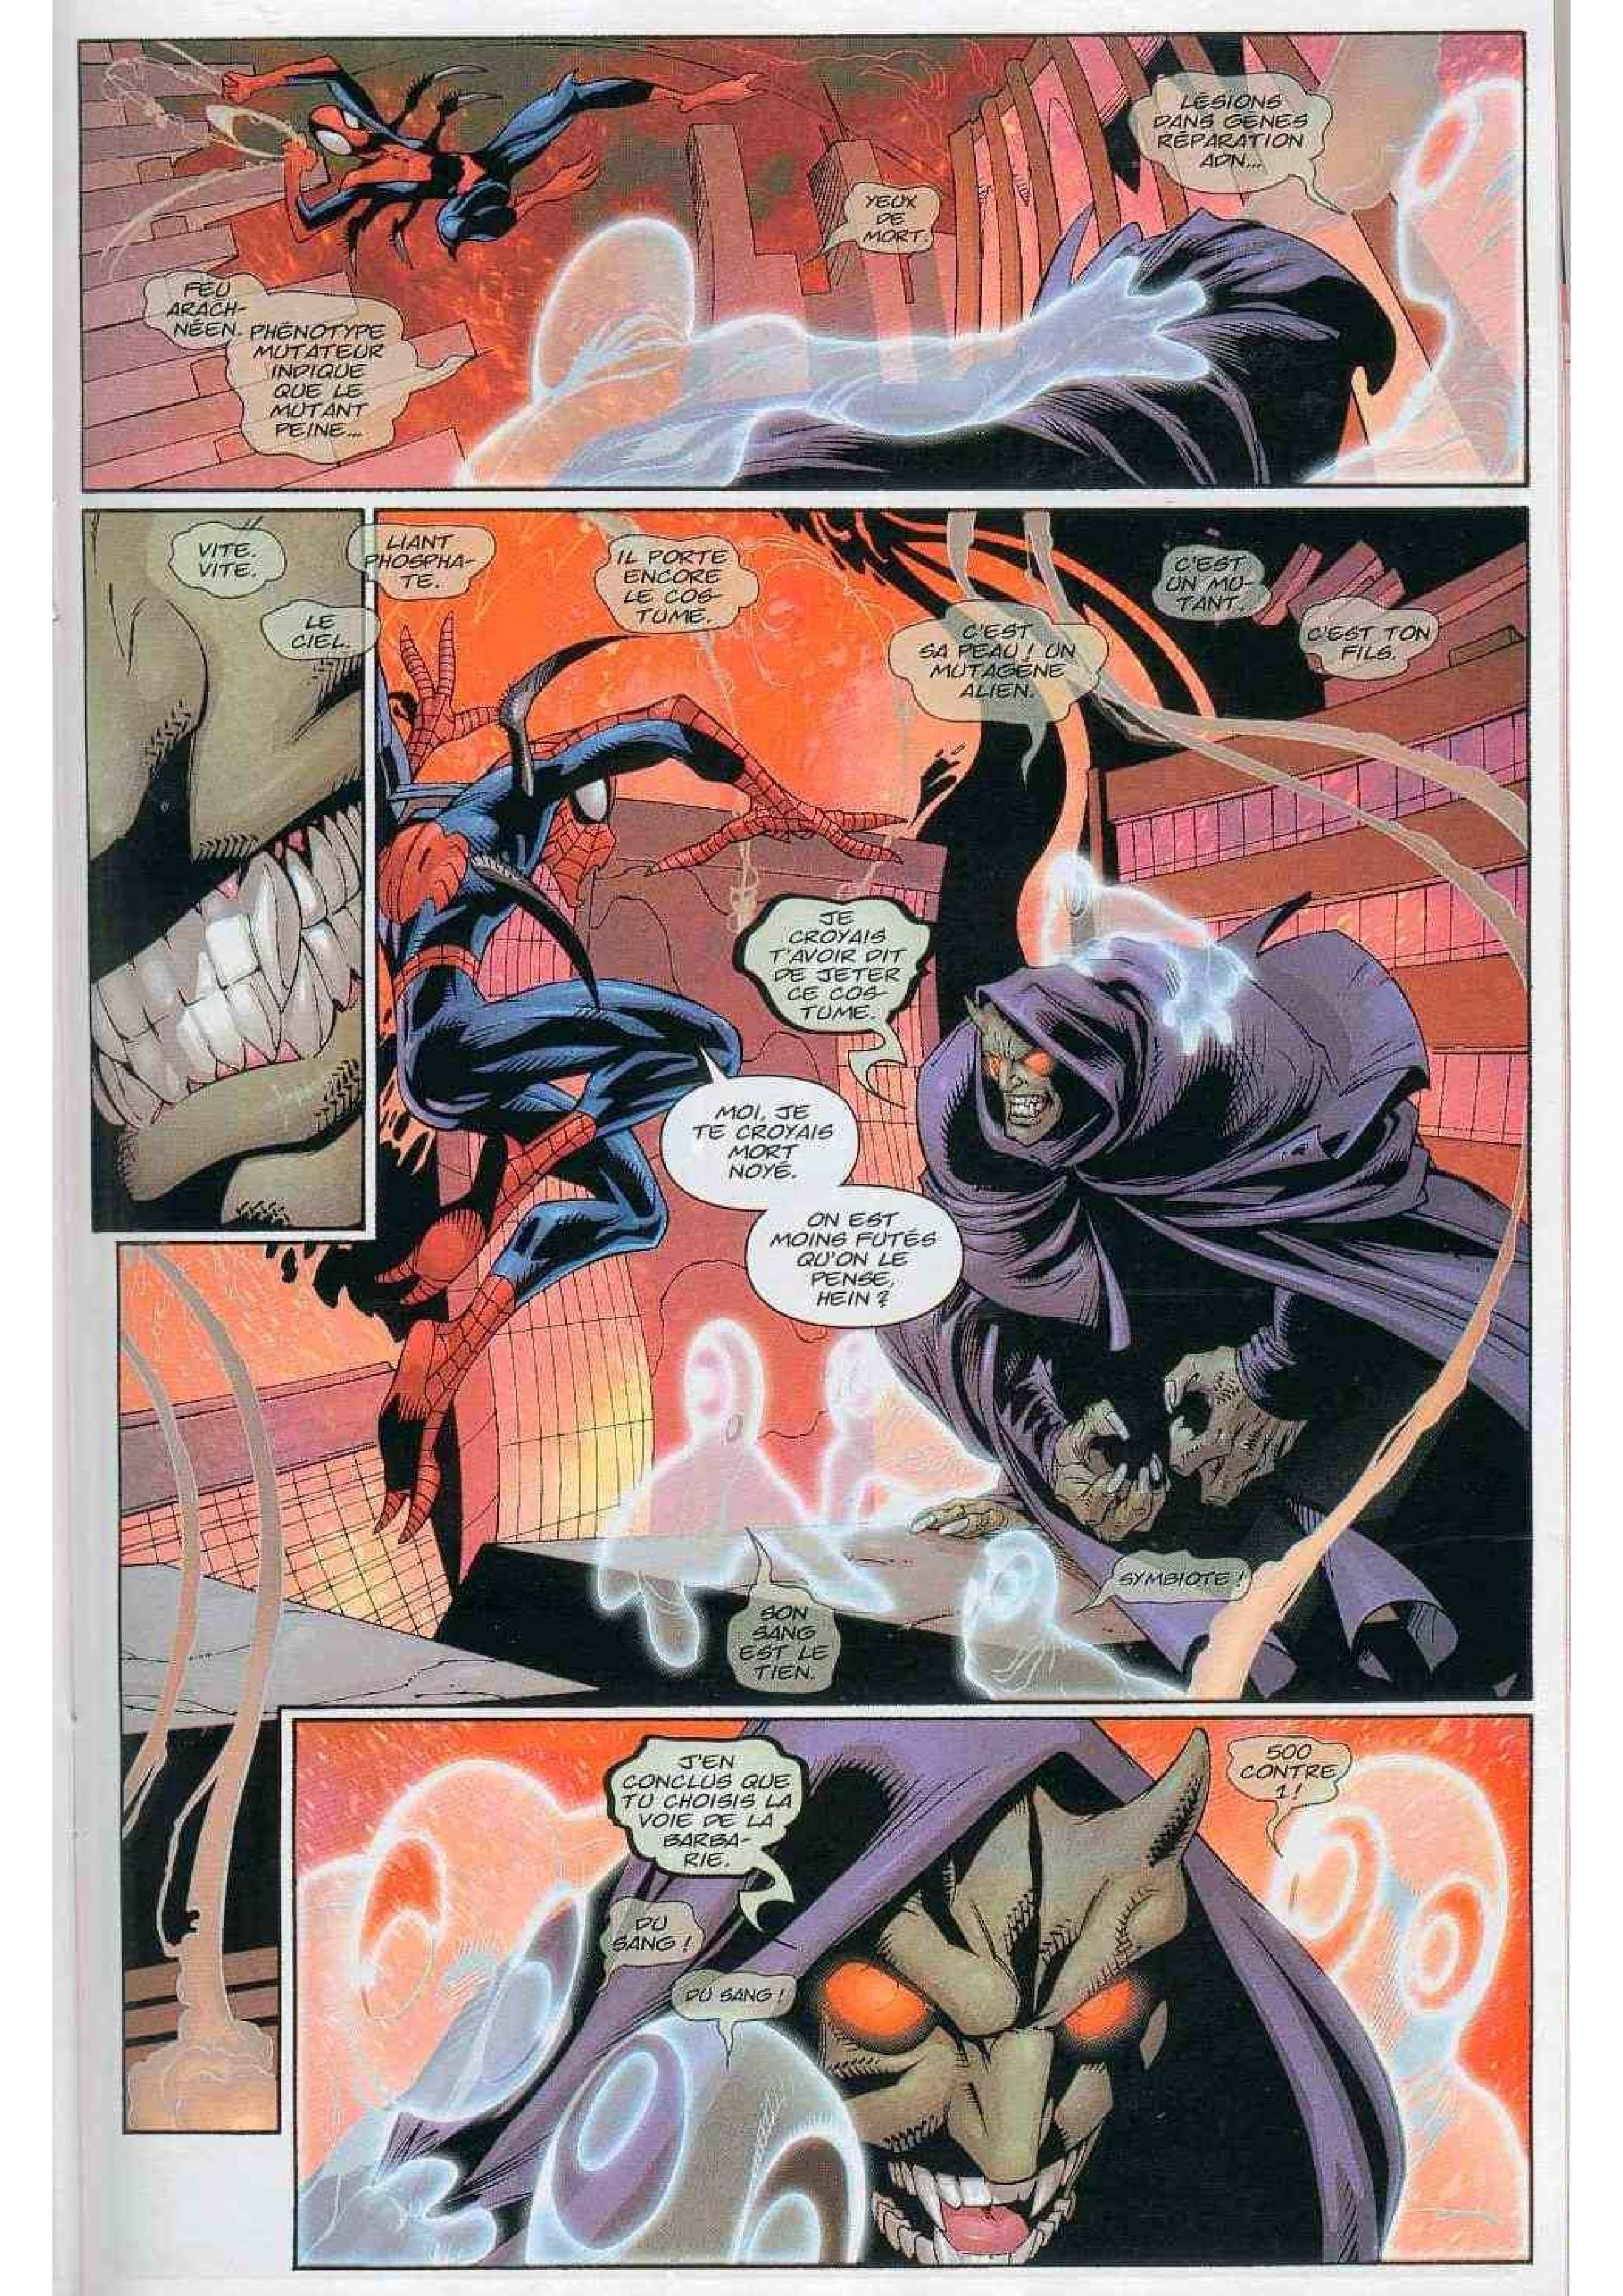 LÉSIONS
DANS GÈNES
RÉPARATION
ADN...
YEUX
DE
MORT.
FEU
ARACH-
NÉEN.
PHÉNOTYPE
MUTATEUR
INDIQUE
QUE LE
MUTANT
PEINE...
VITE.
VITE.
LE
CIEL.
LIANT
PHOSPHA-
TE.
IL PORTE
ENCORE
LE COS-
TUME.
C'EST
SA PEAU ! UN
MUTAGÈNE
ALIEN.
C'EST
UN MU-
TANT.
C'EST TON
FILS.
JE
CROYAIS
T'AVOIR DIT
DE JETER
CE COS-
TUME.
MOI, JE
TE CROYAIS
MORT
NOYÉ.
ON EST
MOINS FUTÉS
QU'ON LE
PENSE,
HEIN ?
SON
SANG
EST LE
TIEN.
SYMBIOTE !
J'EN
CONCLUS QUE
TU CHOISIS LA
VOIE DE LA
BARBA-
RIE.
DU
SANG !
DU SANG !
500
CONTRE
1 !